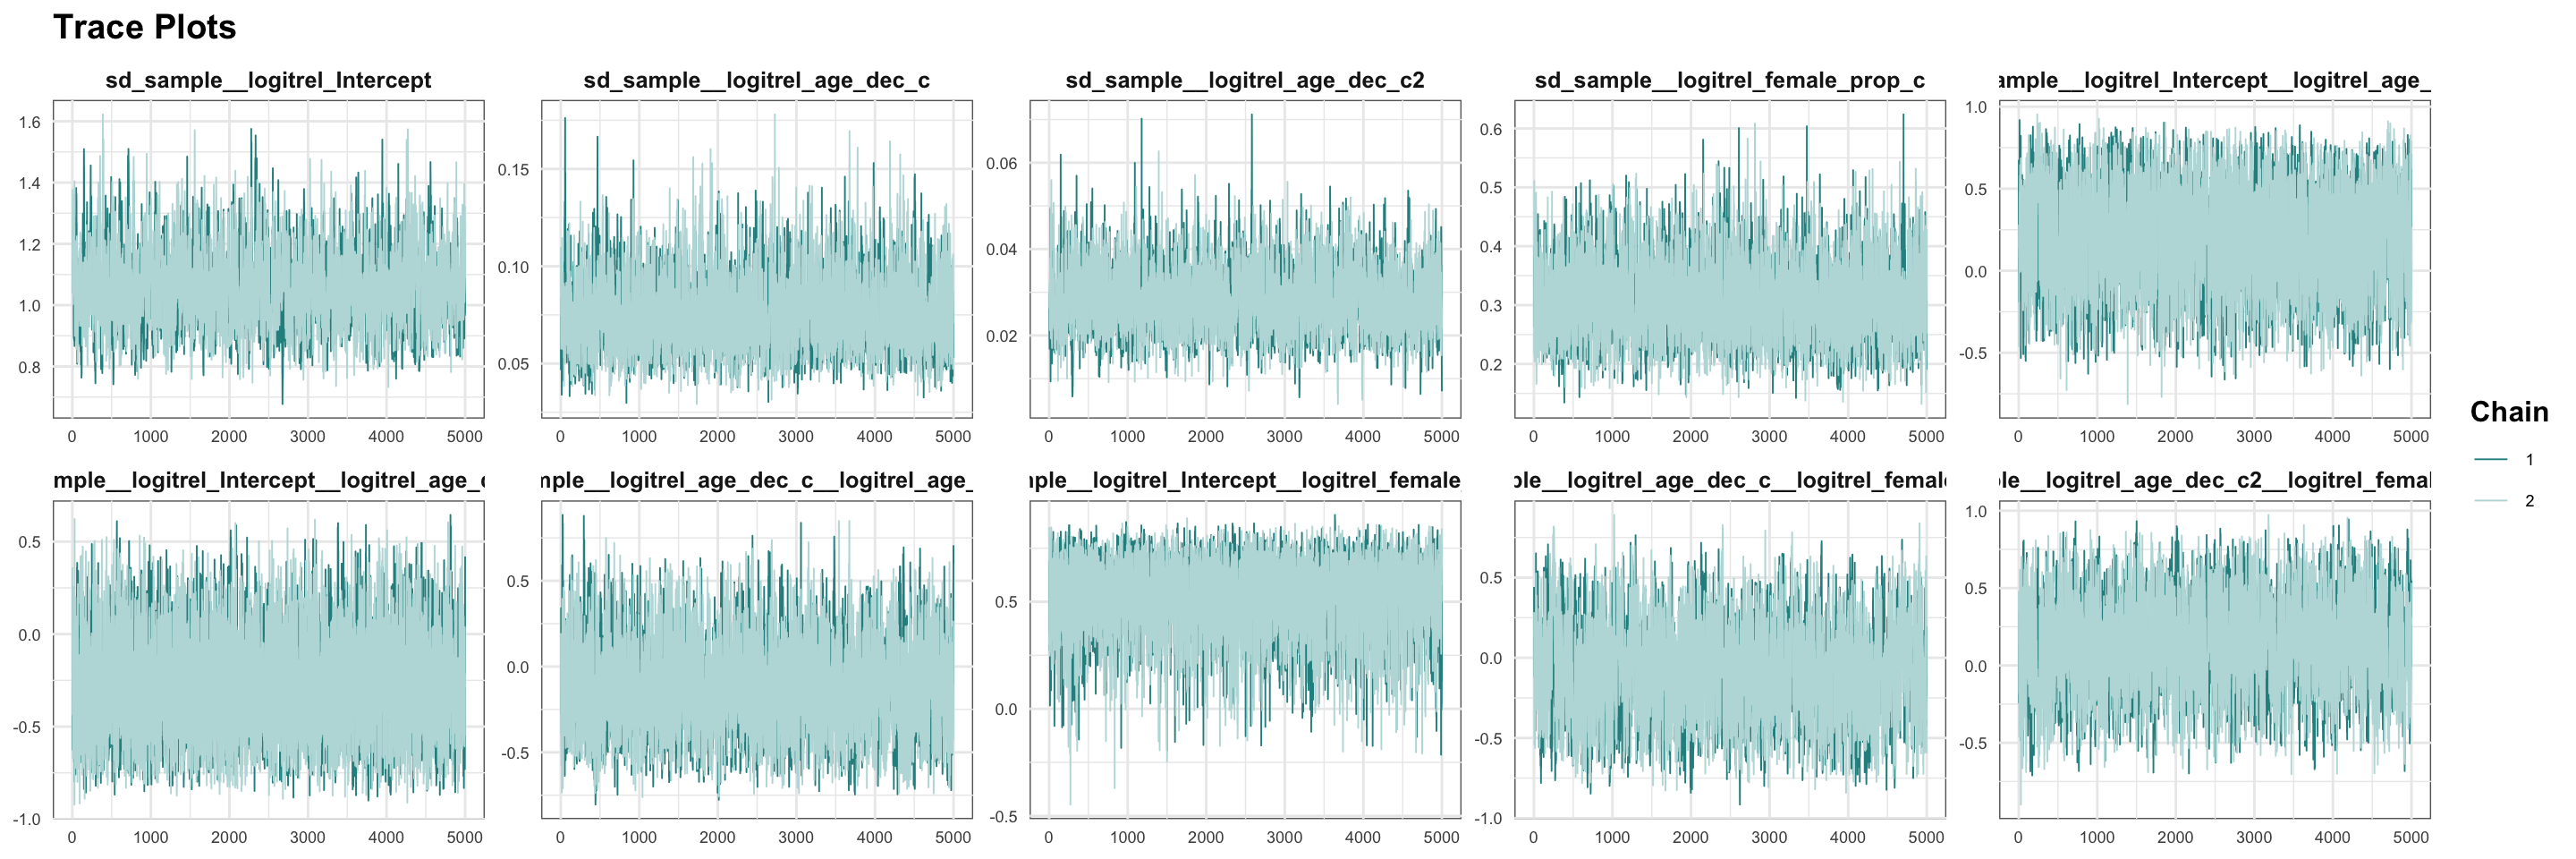 Trace Plots
sd_sample__logitrel_Intercept
sd_sample__logitrel_age_dec_c
sd_sample__logitrel_age_dec_c2
sd_sample__logitrel_female_prop_c
ample__logitrel_Intercept__logitrel_age_
1.6
1.4
1.2
1.0
0.8
0 1000 2000 3000 4000 5000
0.15
0.10
0.05
0 1000 2000 3000 4000 5000
0.06
0.04
0.02
0 1000 2000 3000 4000 5000
0.6
0.5
0.4
0.3
0.2
0 1000 2000 3000 4000 5000
1.0
0.5
0.0
-0.5
0 1000 2000 3000 4000 5000
mple__logitrel_Intercept__logitrel_age_
mple__logitrel_age_dec_c__logitrel_age_
mple__logitrel_Intercept__logitrel_female_
ple__logitrel_age_dec_c__logitrel_female
ple__logitrel_age_dec_c2__logitrel_femal
0.5
0.0
-0.5
-1.0
0 1000 2000 3000 4000 5000
0.5
0.0
-0.5
0 1000 2000 3000 4000 5000
0.5
0.0
-0.5
0 1000 2000 3000 4000 5000
0.5
0.0
-0.5
-1.0
0 1000 2000 3000 4000 5000
1.0
0.5
0.0
-0.5
0 1000 2000 3000 4000 5000
Chain
1
2